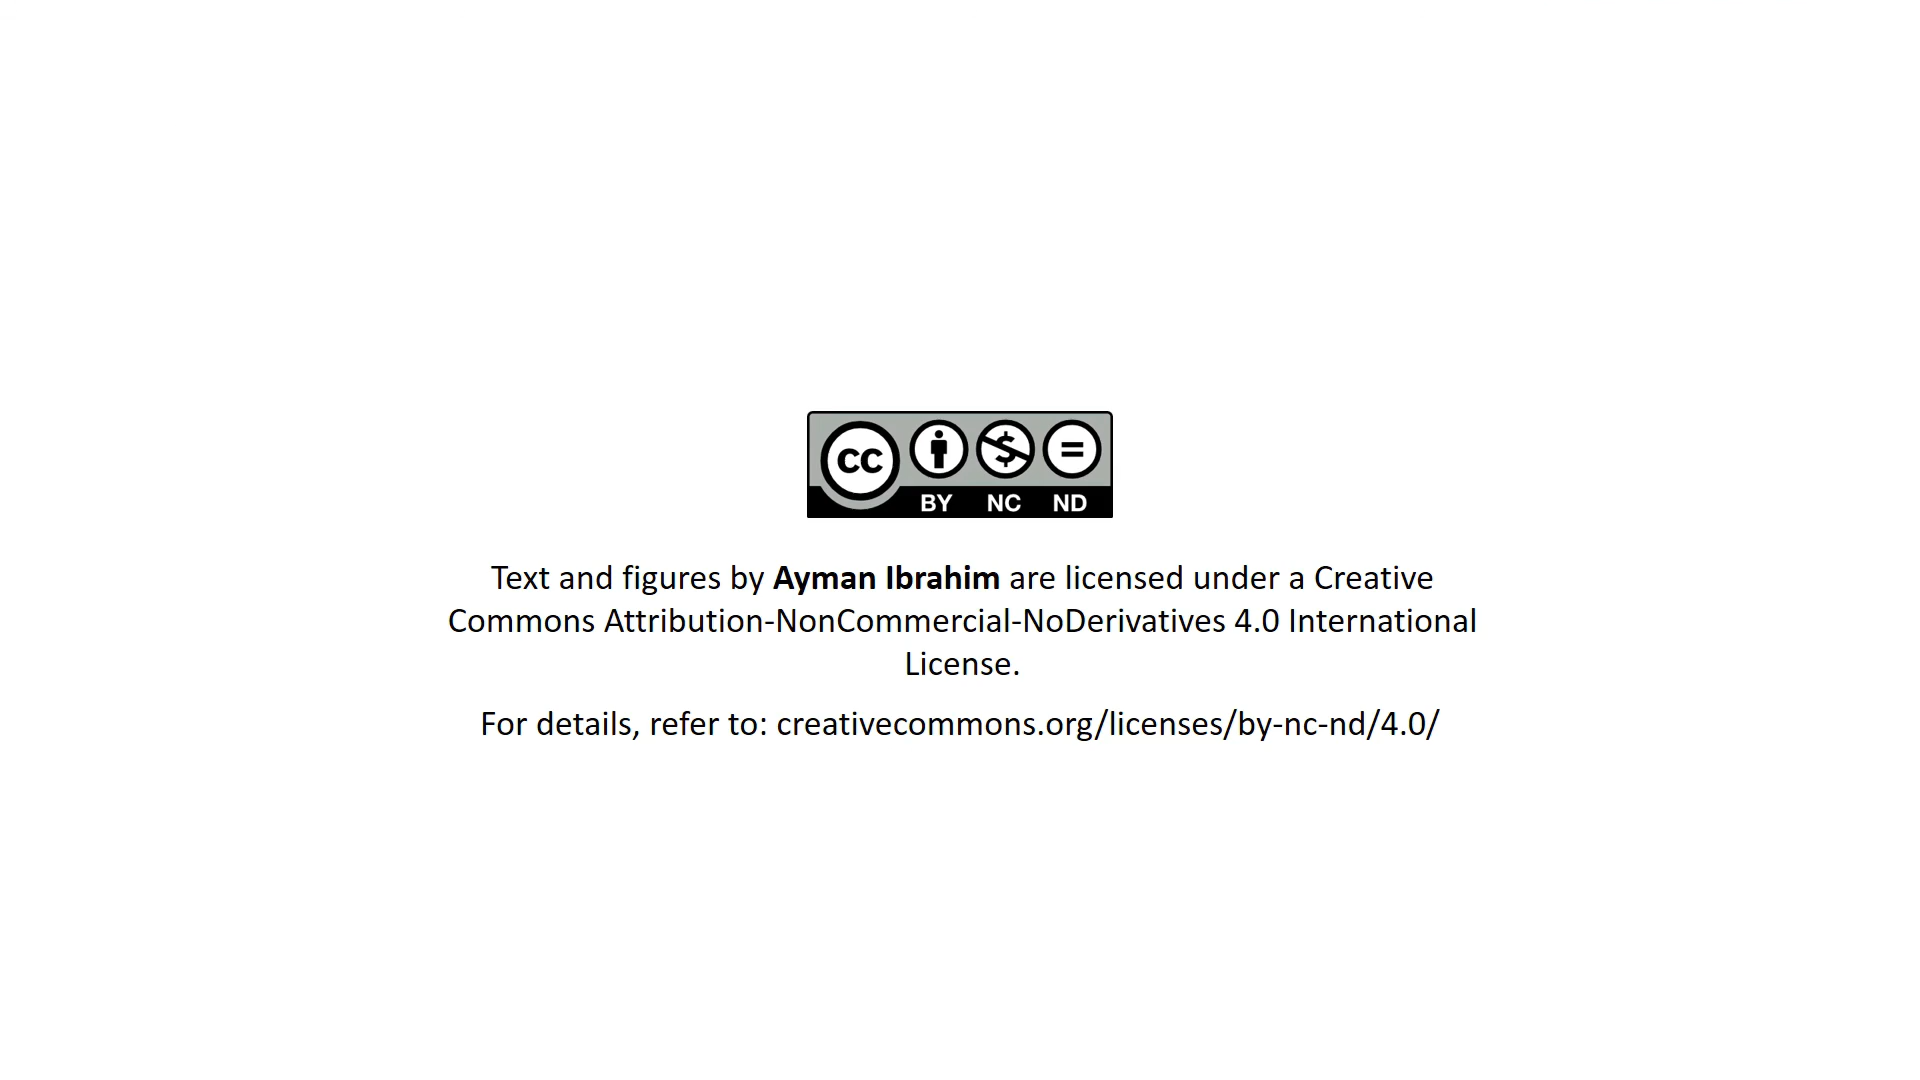 cc
BY NC ND
Text and figures by Ayman Ibrahim are licensed under a Creative
Commons Attribution-NonCommercial-NoDerivatives 4.0 International
License.
For details, refer to: creativecommons.org/licenses/by-nc-nd/4.0/